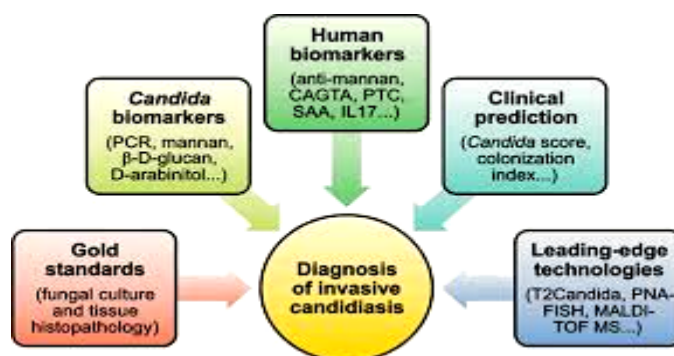 Human
biomarkers
(anti-mannan,
CAGTA, PTC,
SAA, IL17...)
Candida
biomarkers
(PCR, mannan,
β-D-glucan,
D-arabinitol...)
Clinical
prediction
(Candida score,
colonization
index...)
Gold
standards
(fungal culture
and tissue
histopathology)
Diagnosis
of invasive
candidiasis
Leading-edge
technologies
(T2Candida, PNA-
FISH, MALDI-
TOF MS...)